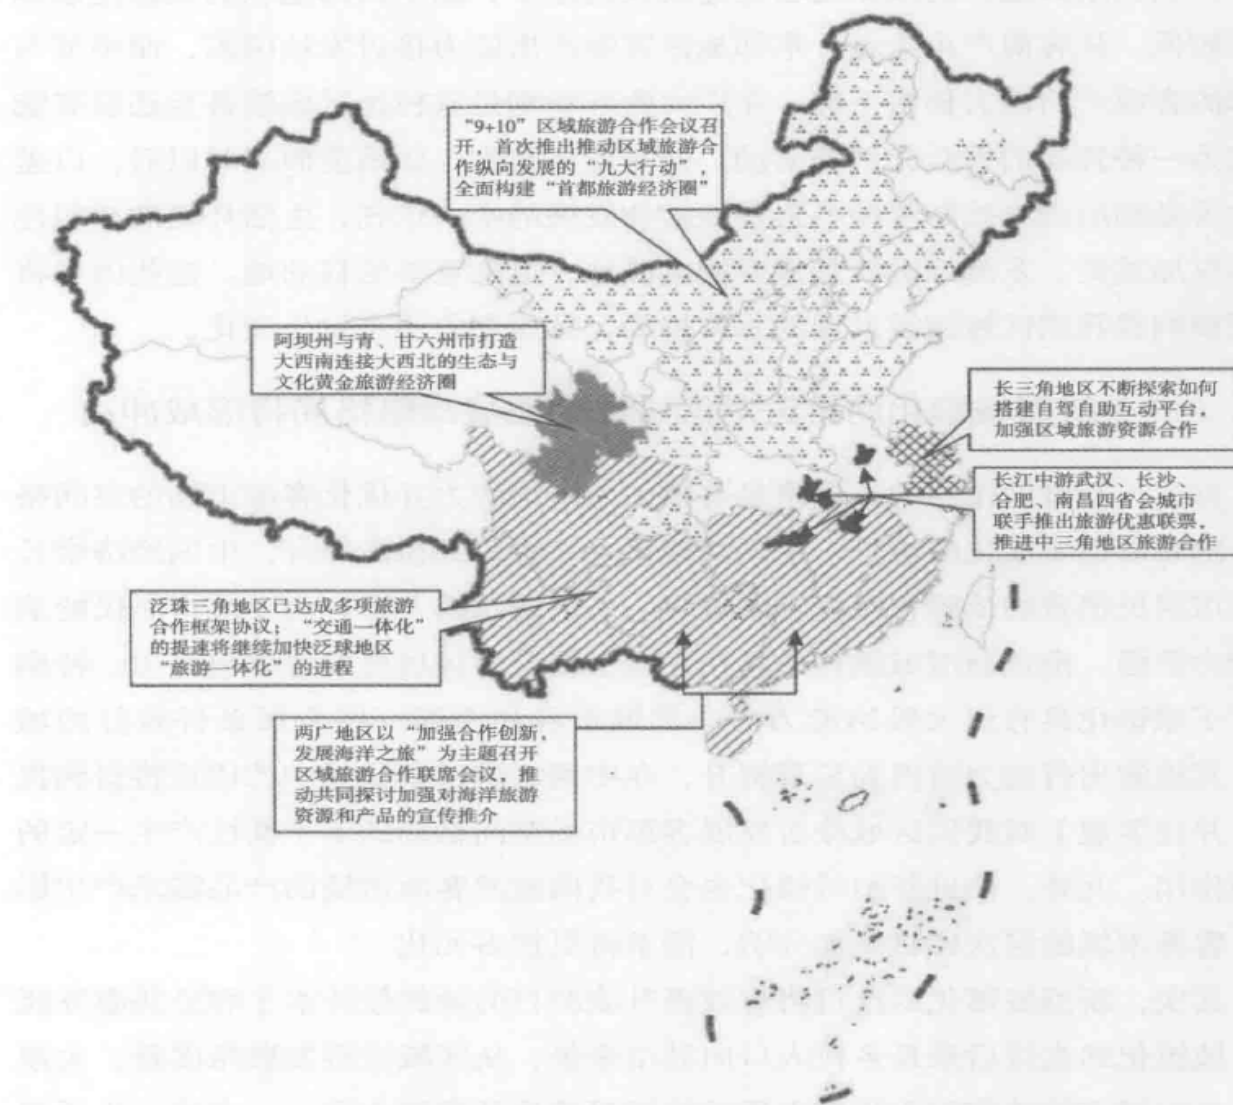 “9+10”区域旅游合作会议召
开，首次推出推动区域旅游合
作纵向发展的“九大行动”，
全面构建“首都旅游经济圈”
阿坝州与青、甘六州市打造
大西南连接大西北的生态与
文化黄金旅游经济圈
长三角地区不断探索如何
搭建自驾自助互动平台，
加强区域旅游资源合作
长江中游武汉、长沙、
合肥、南昌四省会城市
联手推出旅游优惠联票，
推进中三角地区旅游合作
泛珠三角地区已达成多项旅游
合作框架协议；“交通一体化”
的提速将继续加快泛球地区
“旅游一体化”的进程
两广地区以“加强合作创新，
发展海洋之旅”为主题召开
区域旅游合作联席会议，推
动共同探讨加强对海洋旅游
资源和产品的宣传推介